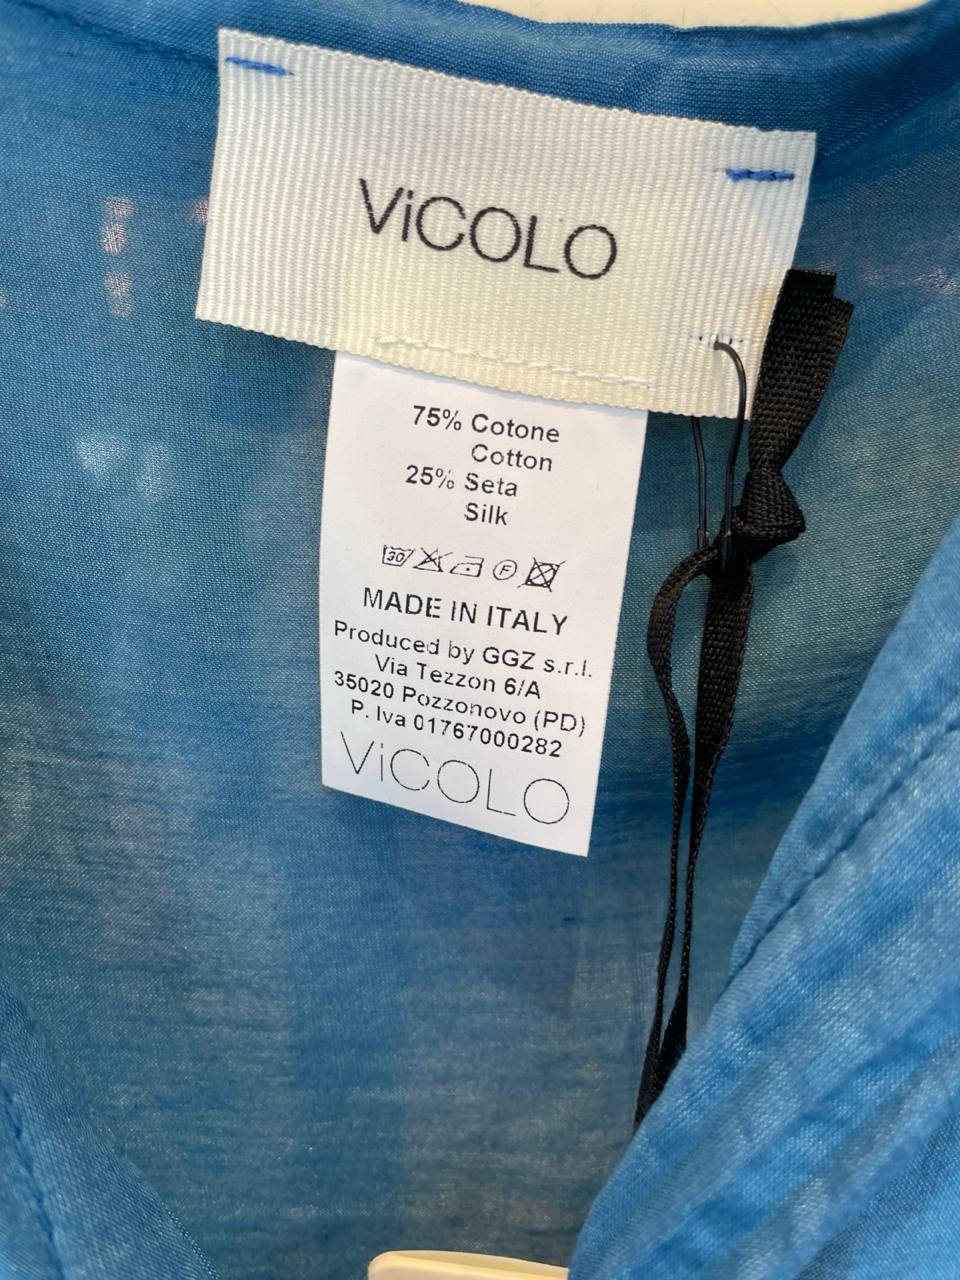 ViCOLO
75% Cotone
Cotton
25% Seta
Silk
30
F
MADE IN ITALY
Produced by GGZ s.r.l.
Via Tezzon 6/A
35020 Pozzonovo (PD)
P. Iva 01767000282
ViCOLO